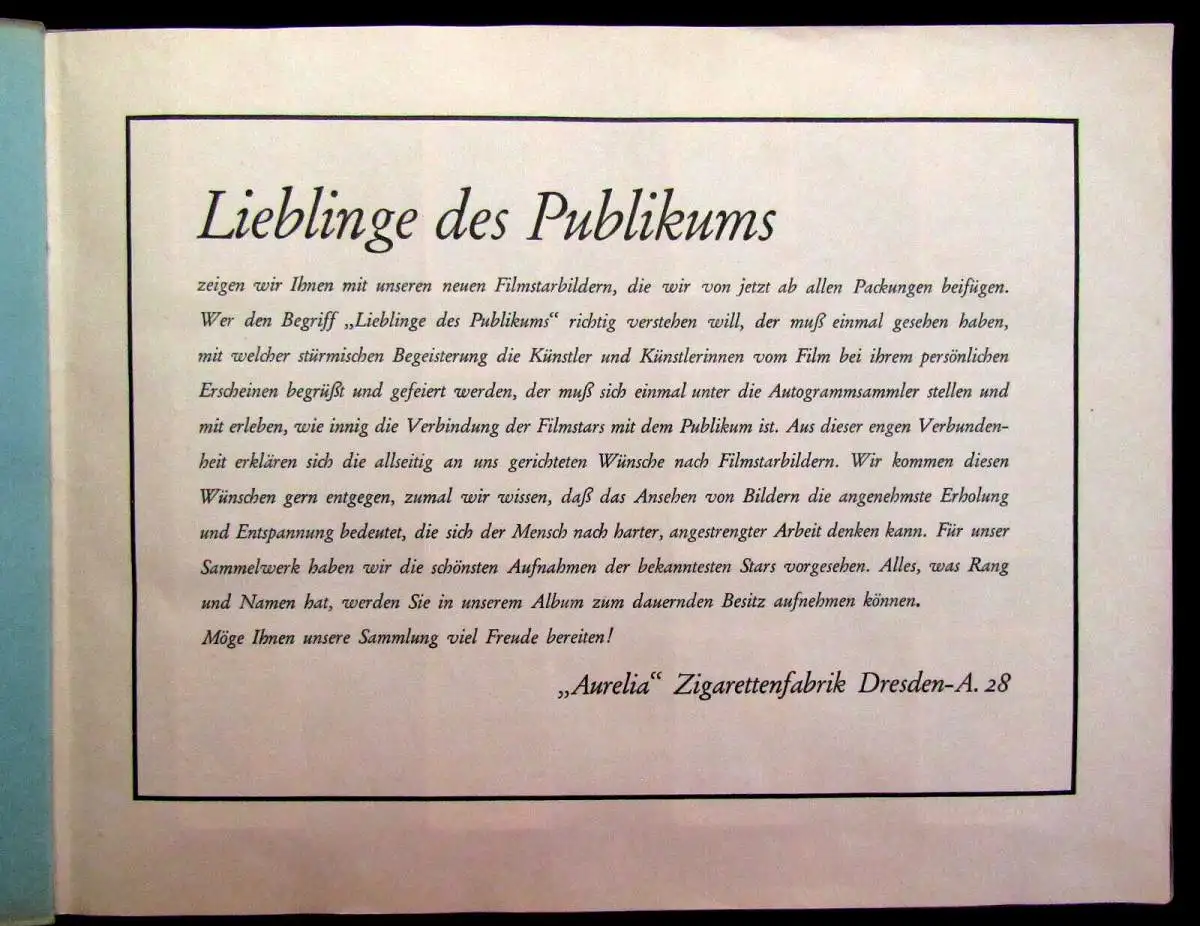 Lieblinge des Publikums
zeigen wir Ihnen mit unseren neuen Filmstarbildern, die wir von jetzt ab allen Packungen beifügen.
Wer den Begriff „Lieblinge des Publikums“ richtig verstehen will, der muß einmal gesehen haben,
mit welcher stürmischen Begeisterung die Künstler und Künstlerinnen vom Film bei ihrem persönlichen
Erscheinen begrüßt und gefeiert werden, der muß sich einmal unter die Autogrammsammler stellen und
mit erleben, wie innig die Verbindung der Filmstars mit dem Publikum ist. Aus dieser engen Verbunden-
heit erklären sich die allseitig an uns gerichteten Wünsche nach Filmstarbildern. Wir kommen diesen
Wünschen gern entgegen, zumal wir wissen, daß das Ansehen von Bildern die angenehmste Erholung
und Entspannung bedeutet, die sich der Mensch nach harter, angestrengter Arbeit denken kann. Für unser
Sammelwerk haben wir die schönsten Aufnahmen der bekanntesten Stars vorgesehen. Alles, was Rang
und Namen hat, werden Sie in unserem Album zum dauernden Besitz aufnehmen können.
Möge Ihnen unsere Sammlung viel Freude bereiten!
„Aurelia“ Zigarettenfabrik Dresden-A. 28